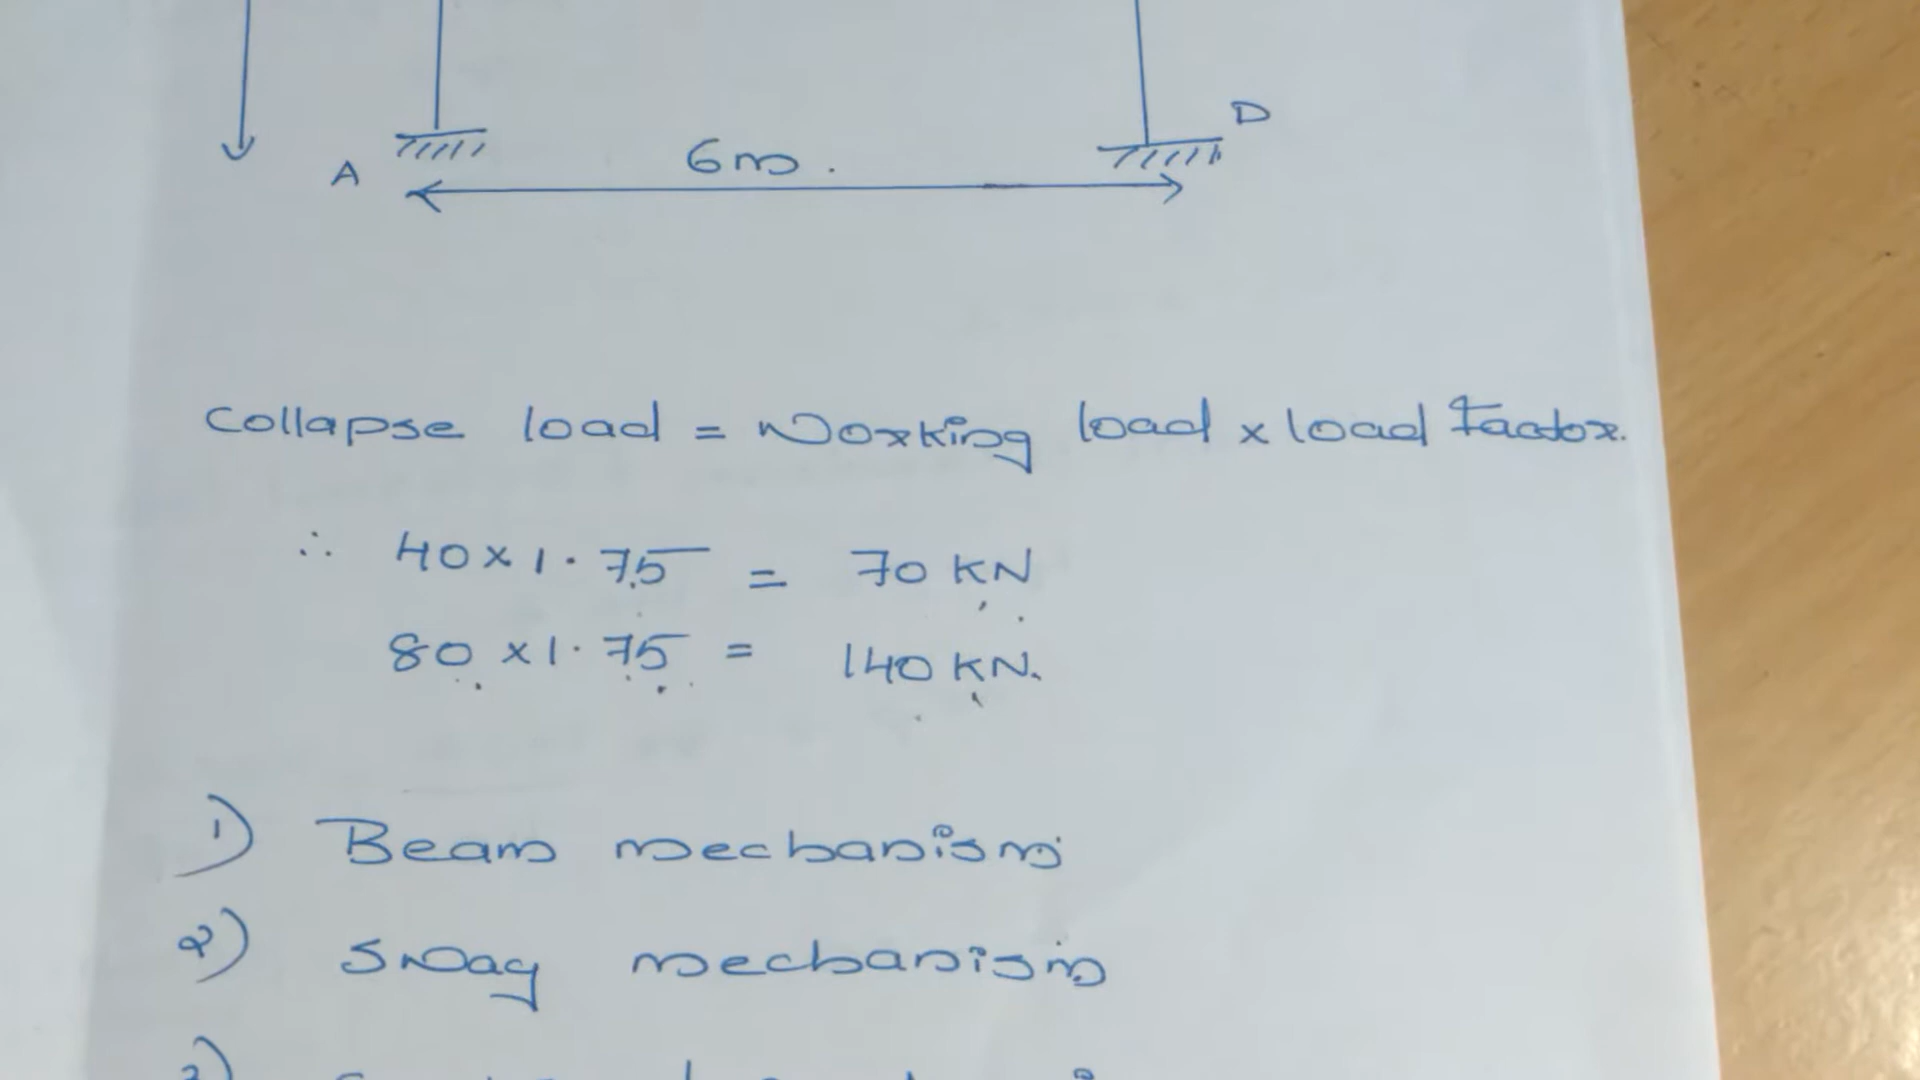 D
A 6m.
Collapse load = Working load x load factor.
∴ 40 x 1.75 = 70 KN
80 x 1.75 = 140 KN.
1) Beam mechanism
2) Sway mechanism